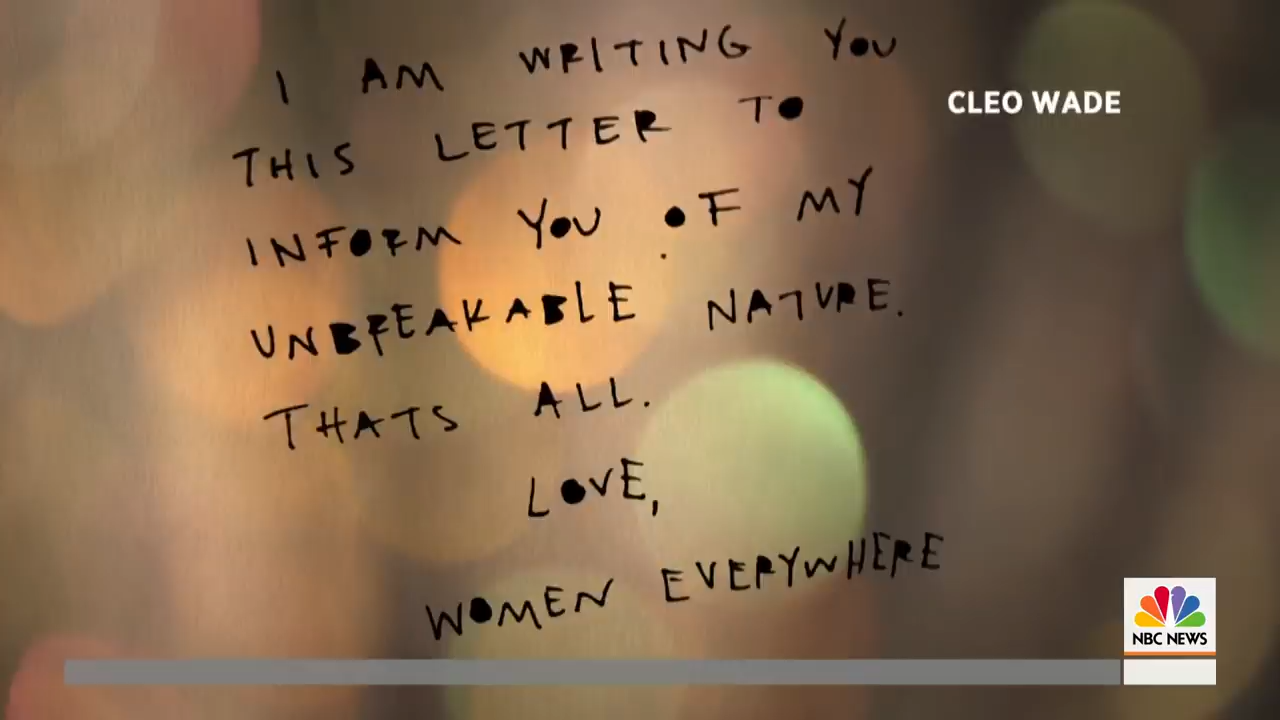 I AM WRITING YOU
THIS LETTER TO
INFORM YOU OF MY
UNBREAKABLE NATURE.
THATS ALL.
LOVE,
WOMEN EVERYWHERE
CLEO WADE
NBC NEWS